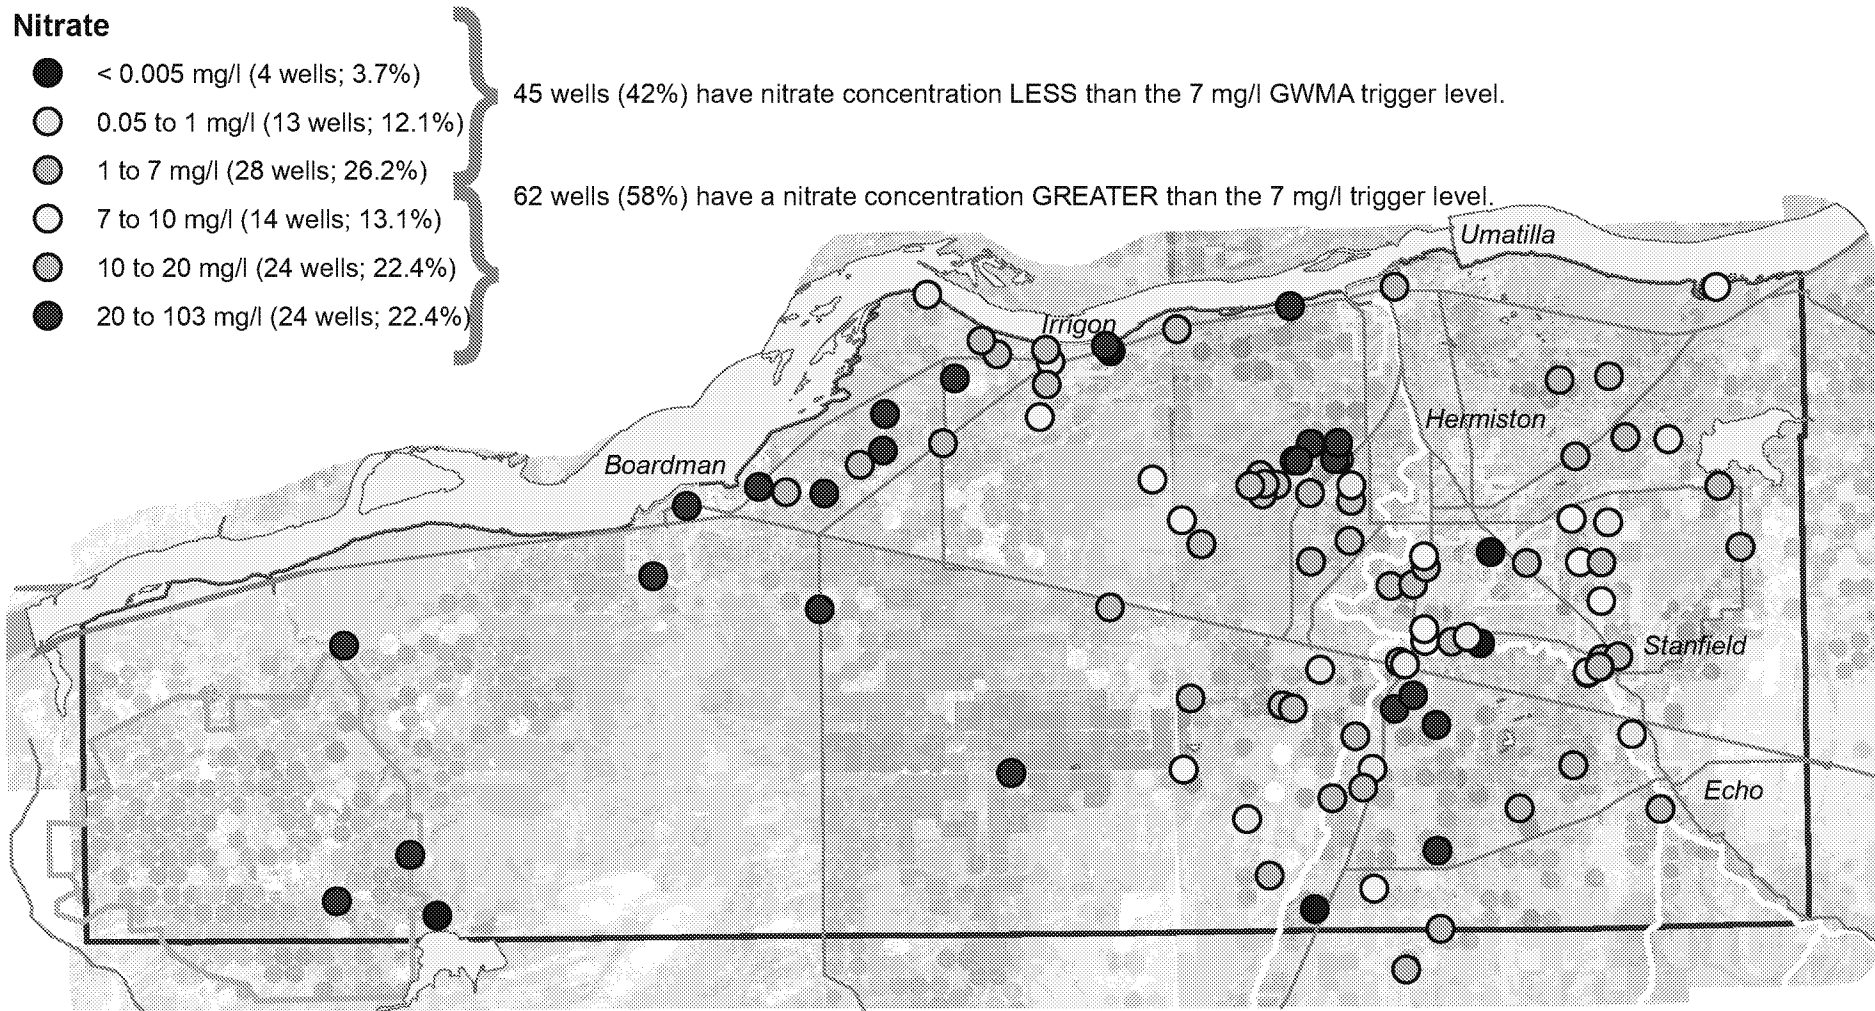 Nitrate
< 0.005 mg/l (4 wells; 3.7%)
0.05 to 1 mg/l (13 wells; 12.1%)
1 to 7 mg/l (28 wells; 26.2%)
7 to 10 mg/l (14 wells; 13.1%)
10 to 20 mg/l (24 wells; 22.4%)
20 to 103 mg/l (24 wells; 22.4%)
45 wells (42%) have nitrate concentration LESS than the 7 mg/l GWMA trigger level.
62 wells (58%) have a nitrate concentration GREATER than the 7 mg/l trigger level.
Umatilla
Irrigon
Hermiston
Boardman
Stanfield
Echo